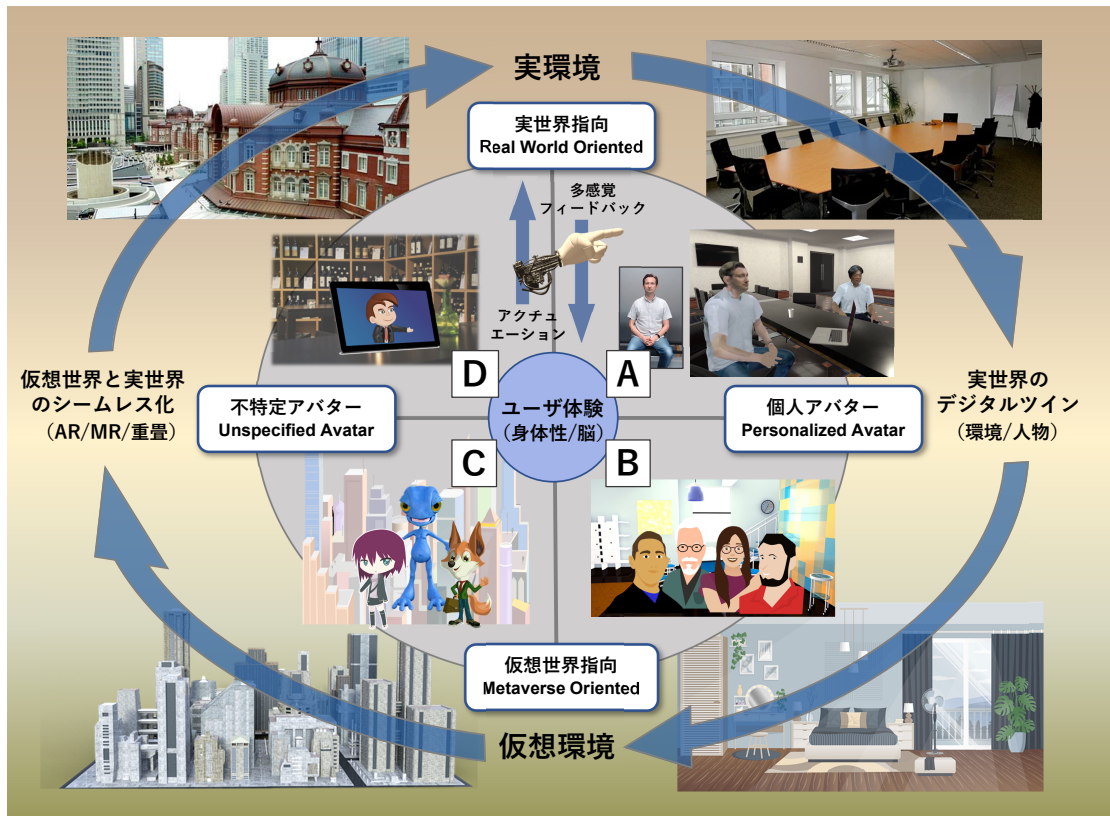 実環境
実世界指向
Real World Oriented
多感覚
フィードバック
アクチュ
エーション
D
A
ユーザ体験
（身体性/脳）
C
B
仮想世界と実世界
のシームレス化
（AR/MR/重畳）
不特定アバター
Unspecified Avatar
個人アバター
Personalized Avatar
実世界の
デジタルツイン
（環境/人物）
仮想世界指向
Metaverse Oriented
仮想環境